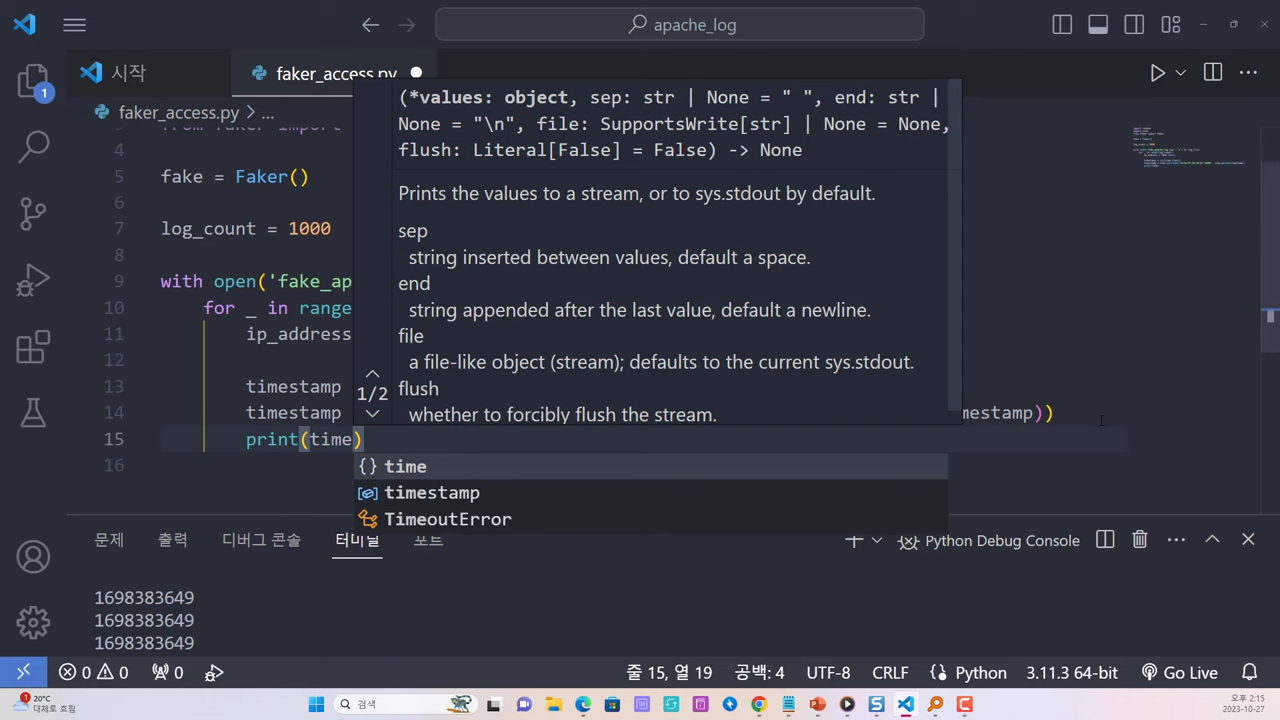 apache_log
시작
faker_access.py
faker_access.py > ...
1
4
5 fake = Faker()
6
7 log_count = 1000
8
9 with open('fake_ap
10 for _ in range
11 ip_address
12
13 timestamp
14 timestamp mestamp))
15 print(time)
16
(*values: object, sep: str | None = " ", end: str |
None = "\n", file: SupportsWrite[str] | None = None,
flush: Literal[False] = False) -> None
Prints the values to a stream, or to sys.stdout by default.
sep
string inserted between values, default a space.
end
string appended after the last value, default a newline.
file
a file-like object (stream); defaults to the current sys.stdout.
flush
whether to forcibly flush the stream.
1/2
{} time
timestamp
TimeoutError
문제 출력 디버그 콘솔 터미널 포트 Python Debug Console
1698383649
1698383649
1698383649
0 0 0 줄 15, 열 19 공백: 4 UTF-8 CRLF Python 3.11.3 64-bit Go Live
20°C
대체로 흐림
검색
오후 2:15
2023-10-27